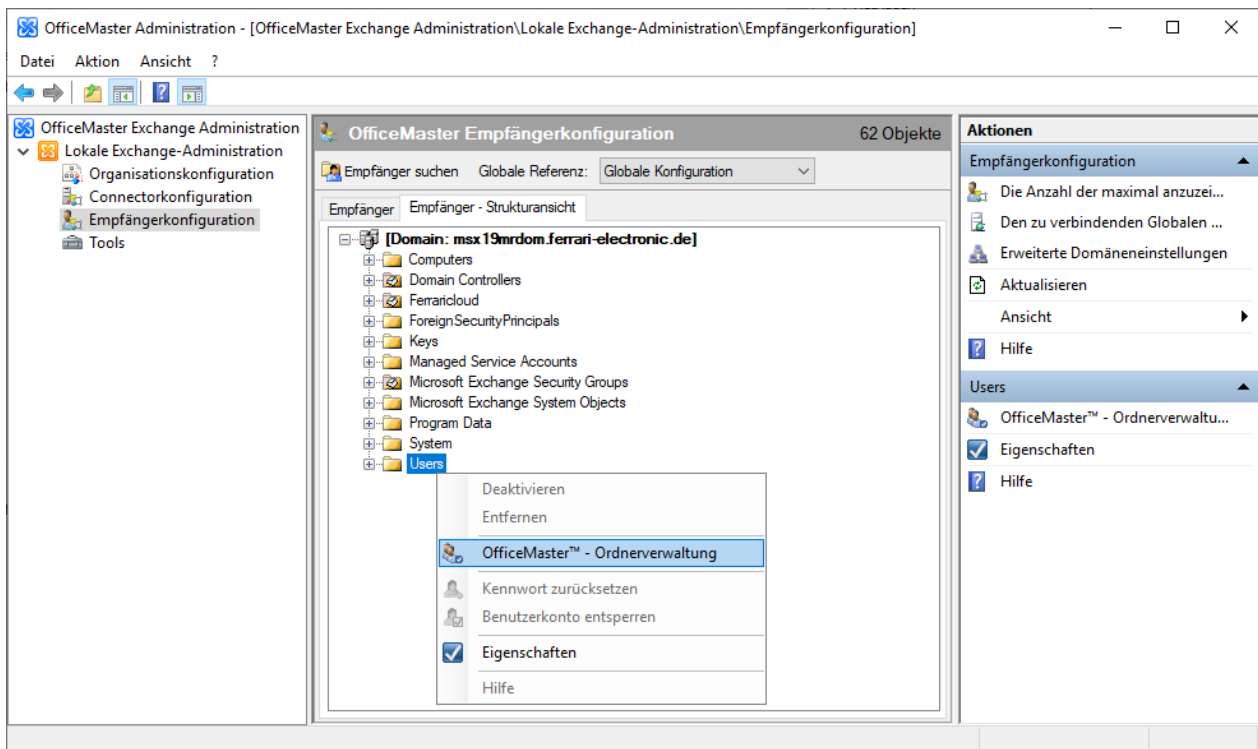 OfficeMaster Administration - [OfficeMaster Exchange Administration\Lokale Exchange-Administration\Empfängerkonfiguration]
Datei Aktion Ansicht ?
OfficeMaster Exchange Administration
Lokale Exchange-Administration
Organisationskonfiguration
Connectorkonfiguration
Empfängerkonfiguration
Tools
OfficeMaster Empfängerkonfiguration 62 Objekte
Empfänger suchen Globale Referenz: Globale Konfiguration
Empfänger Empfänger - Strukturansicht
[Domain: msx19mrdom.ferrari-electronic.de]
Computers
Domain Controllers
Ferraricloud
ForeignSecurityPrincipals
Keys
Managed Service Accounts
Microsoft Exchange Security Groups
Microsoft Exchange System Objects
Program Data
System
Users
Deaktivieren
Entfernen
OfficeMaster™ - Ordnerverwaltung
Kennwort zurücksetzen
Benutzerkonto entsperren
Eigenschaften
Hilfe
Aktionen
Empfängerkonfiguration
Die Anzahl der maximal anzuzei...
Den zu verbindenden Globalen ...
Erweiterte Domäneneinstellungen
Aktualisieren
Ansicht
Hilfe
Users
OfficeMaster™ - Ordnerverwaltu...
Eigenschaften
Hilfe